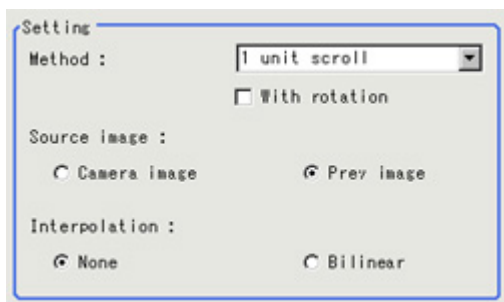 Setting
Method : 1 unit scroll
With rotation
Source image :
Camera image Prev image
Interpolation :
None Bilinear